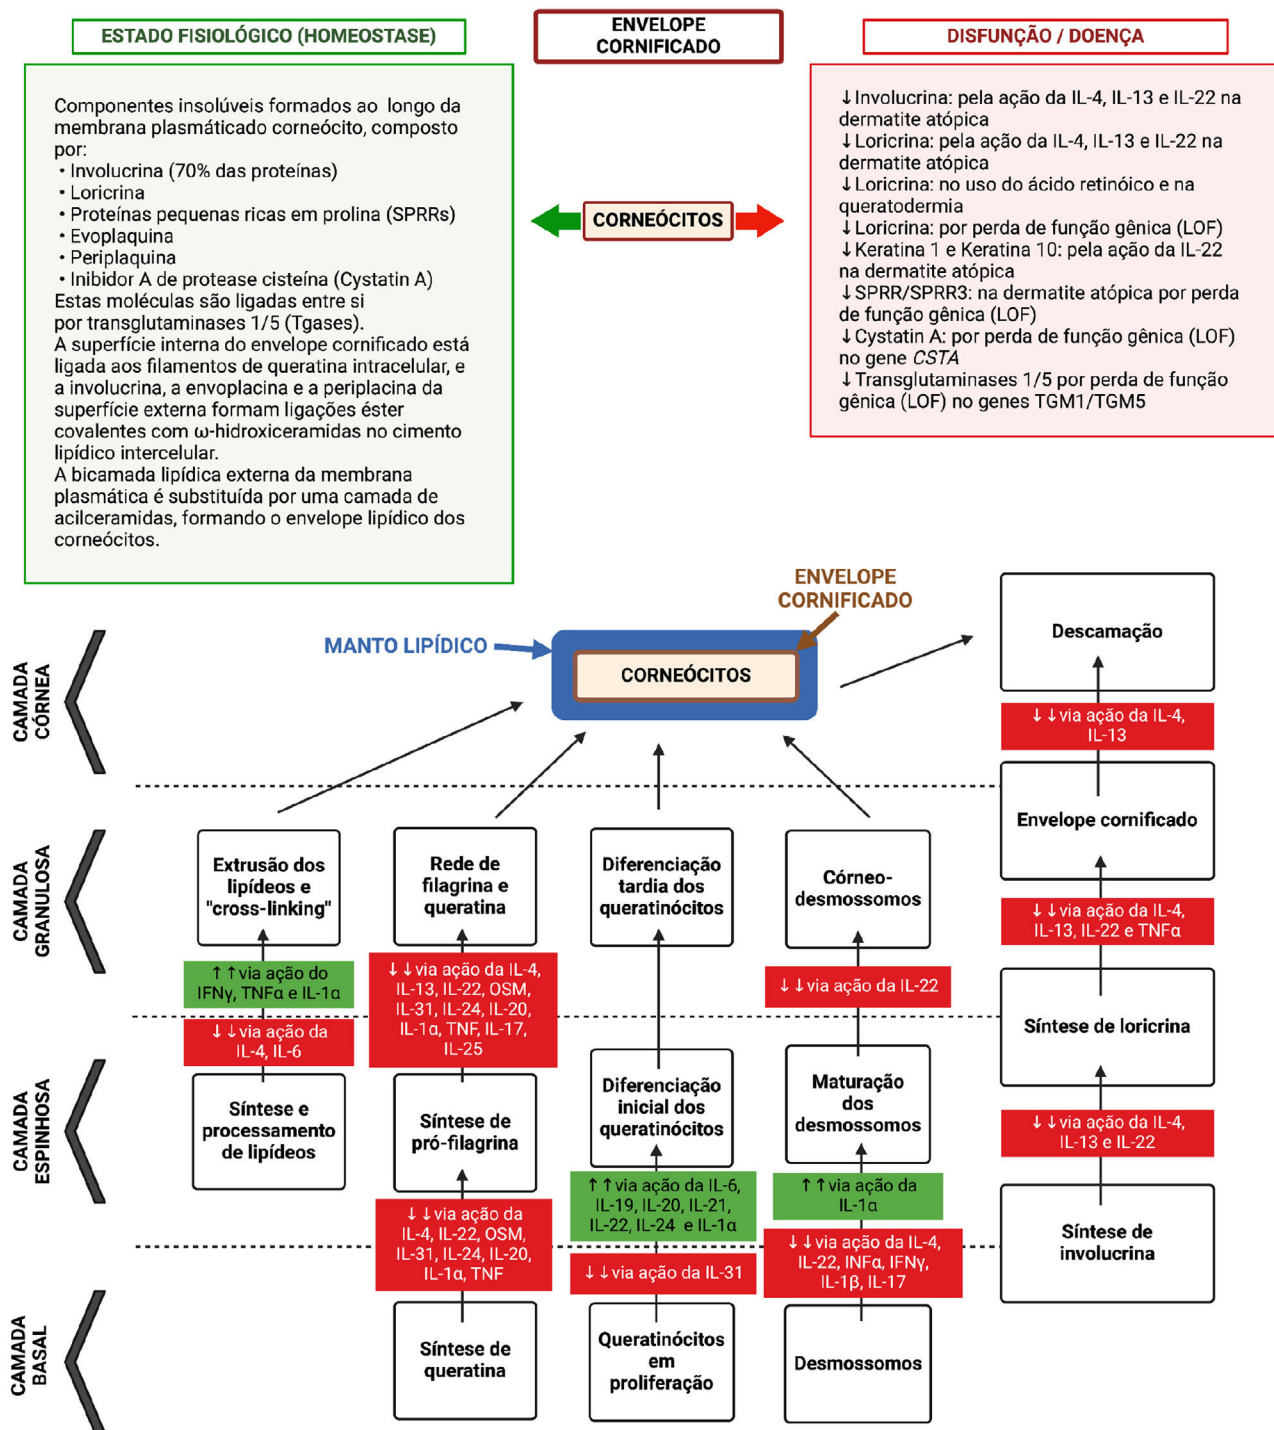 ESTADO FISIOLÓGICO (HOMEOSTASE)
ENVELOPE
CORNIFICADO
DISFUNÇÃO / DOENÇA
Componentes insolúveis formados ao longo da
membrana plasmáticado corneócito, composto
por:
• Involucrina (70% das proteínas)
• Loricrina
• Proteínas pequenas ricas em prolina (SPRRs)
• Evoplaquina
• Periplaquina
• Inibidor A de protease cisteína (Cystatin A)
Estas moléculas são ligadas entre si
por transglutaminases 1/5 (Tgases).
A superfície interna do envelope cornificado está
ligada aos filamentos de queratina intracelular, e
a involucrina, a envoplacina e a periplacina da
superfície externa formam ligações éster
covalentes com ω-hidroxiceramidas no cimento
lipídico intercelular.
A bicamada lipídica externa da membrana
plasmática é substituída por uma camada de
acilceramidas, formando o envelope lipídico dos
corneócitos.
CORNEÓCITOS
↓Involucrina: pela ação da IL-4, IL-13 e IL-22 na
dermatite atópica
↓Loricrina: pela ação da IL-4, IL-13 e IL-22 na
dermatite atópica
↓Loricrina: no uso do ácido retinóico e na
queratodermia
↓Loricrina: por perda de função gênica (LOF)
↓Keratina 1 e Keratina 10: pela ação da IL-22
na dermatite atópica
↓SPRR/SPRR3: na dermatite atópica por perda
de função gênica (LOF)
↓Cystatin A: por perda de função gênica (LOF)
no gene CSTA
↓Transglutaminases 1/5 por perda de função
gênica (LOF) no genes TGM1/TGM5
CAMADA
CÓRNEA
MANTO LIPÍDICO
ENVELOPE
CORNIFICADO
CORNEÓCITOS
Descamação
↓↓via ação da IL-4,
IL-13
CAMADA
GRANULOSA
Extrusão dos
lipídeos e
"cross-linking"
Rede de
filagrina e
queratina
Diferenciação
tardia dos
queratinócitos
Córneo-
desmossomos
Envelope cornificado
↑↑via ação do
IFNγ, TNFα e IL-1α
↓↓via ação da
IL-4, IL-6
↓↓via ação da IL-4,
IL-13, IL-22, OSM,
IL-31, IL-24, IL-20,
IL-1α, TNF, IL-17,
IL-25
↓↓via ação da IL-22
↓↓via ação da IL-4,
IL-13, IL-22 e TNFα
Síntese de loricrina
CAMADA
ESPINHOSA
Síntese e
processamento
de lipídeos
Síntese de
pró-filagrina
Diferenciação
inicial dos
queratinócitos
Maturação
dos
desmossomos
↓↓via ação da IL-4,
IL-13 e IL-22
↓↓via ação da
IL-4, IL-22, OSM,
IL-31, IL-24, IL-20,
IL-1α, TNF
↑↑via ação da IL-6,
IL-19, IL-20, IL-21,
IL-22, IL-24 e IL-1α
↓↓via ação da IL-31
↑↑via ação da
IL-1α
↓↓via ação da IL-4,
IL-22, INFα, IFNγ,
IL-1β, IL-17
Síntese de
involucrina
CAMADA
BASAL
Síntese de
queratina
Queratinócitos
em
proliferação
Desmossomos